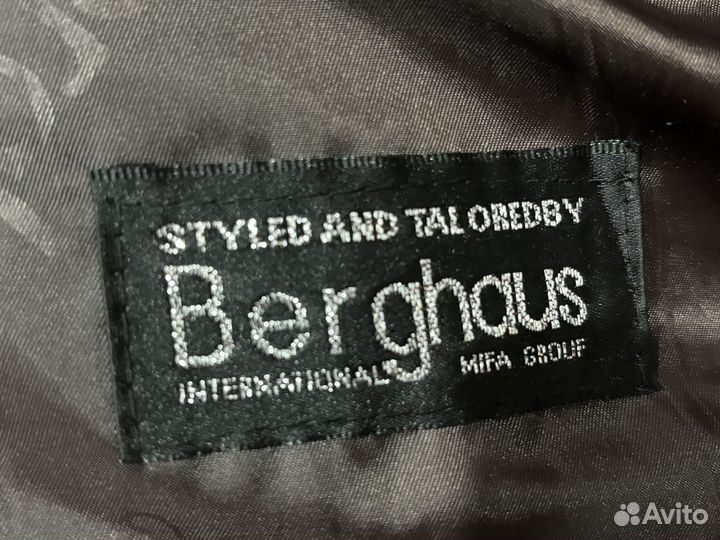 STYLED AND TALOREDBY
Berghaus
INTERNATIONAL MIFA GROUP
Avito